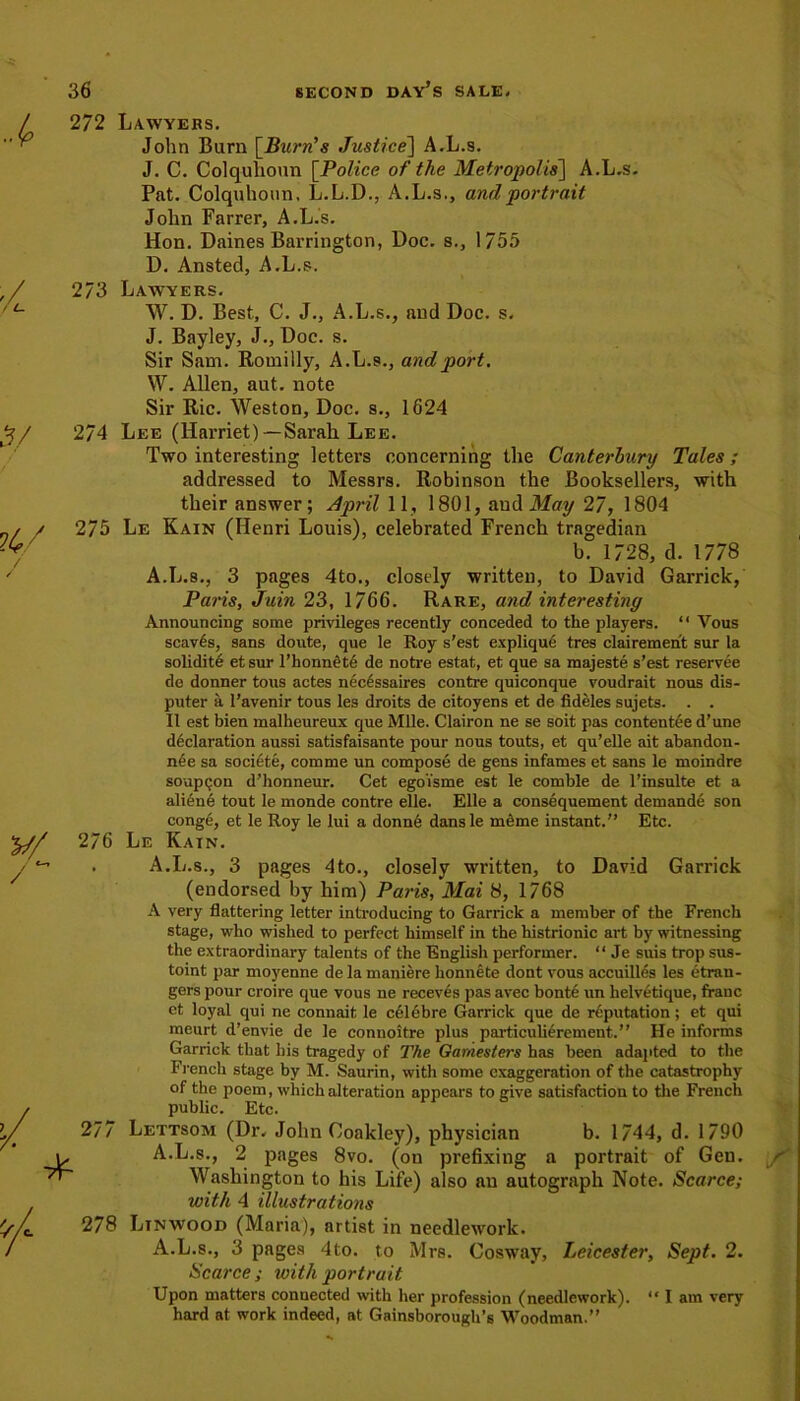 36 SECOND DAY'S SALE.
272 LAWYERS.
John Burn [Burn's Justice] A.L.s.
J. C. Colquhoun [Police of the Metropolis] A.L.s.
Pat. Colquhoun, L.L.D., A.L.s., and portrait
John Farrer, A.L.s.
Hon. Daines Barrington, Doc. s., 1755
D. Ansted, A.L.s.
273 LAWYERS.
W. D. Best, C. J., A.L.s., and Doc. s.
J. Bayley, J., Doc. s.
Sir Sam. Romilly, A.L.s., and port.
W. Allen, aut. note
Sir Ric. Weston, Doc. s., 1624
274 LEE (Harriet)—Sarah LEE.
Two interesting letters concerning the Canterbury Tales;
addressed to Messrs. Robinson the Booksellers, with
their answer; April 11, 1801, and May 27, 1804
275 LE KAIN (Henri Louis), celebrated French tragedian
b. 1728, d. 1778
A.L.s., 3 pages 4to., closely written, to David Garrick,
Paris, Juin 23, 1766. RARE, and interesting
Announcing some privileges recently conceded to the players. "Vous
scavés, sans doute, que le Roy s'est expliqué tres clairement sur la
solidité et sur l'honnêté de notre estat, et que sa majesté s'est reservée
de donner tous actes nécéssaires contre quiconque voudrait nous dis-
puter à l'avenir tous les droits de citoyens et de fidèles sujets. . .
Il est bien malheureux que Mlle. Clairon ne se soit pas contentée d'une
déclaration aussi satisfaisante pour nous touts, et qu'elle ait abandon-
née sa société, comme un composé de gens infames et sans le moindre
soupçon d'honneur. Cet egoïsme est le comble de l'insulte et a
aliéné tout le monde contre elle. Elle a conséquement demandé son
congé, et le Roy le lui a donné dans le même instant." Etc.
276 LE KAIN.
A.L.s., 3 pages 4to., closely written, to David Garrick
(endorsed by him) Paris, Mai 8, 1768
A very flattering letter introducing to Garrick a member of the French
stage, who wished to perfect himself in the histrionic art by witnessing
the extraordinary talents of the English performer. "Je suis trop sus-
toint par moyenne de la manière honnête dont vous accuillés les étran-
gers pour croire que vous ne recevés pas avec bonté un helvétique, franc
et loyal qui ne connait le célébre Garrick que de réputation; et qui
meurt d'envie de le connoître plus particuliérement." He informs
Garrick that his tragedy of The Gamesters has been adapted to the
French stage by M. Saurin, with some exaggeration of the catastrophy
of the poem, which alteration appears to give satisfaction to the French
public. Etc.
277 LETTSOM (Dr. John Coakley), physician b. 1744, d. 1790
A.L.s., 2 pages 8vo. (on prefixing a portrait of Gen.
Washington to his Life) also an autograph Note. Scarce;
with 4 illustrations
278 LINWOOD (Maria), artist in needlework.
A.L.s., 3 pages 4to. to Mrs. Cosway, Leicester, Sept. 2.
Scarce; with portrait
Upon matters connected with her profession (needlework). "I am very
hard at work indeed, at Gainsborough's Woodman."